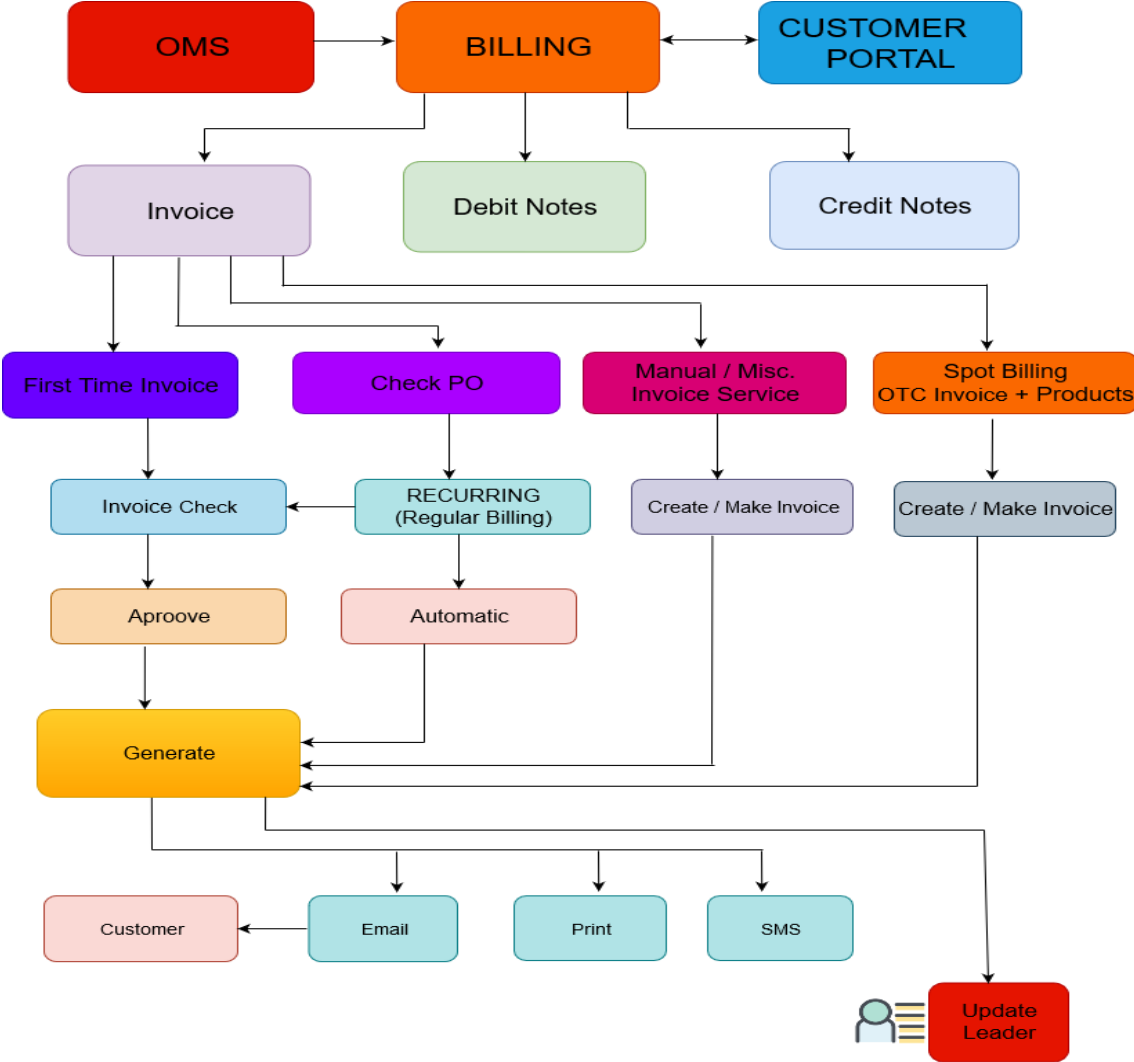 OMS
BILLING
CUSTOMER
PORTAL
Invoice
Debit Notes
Credit Notes
First Time Invoice
Check PO
Manual / Misc.
Invoice Service
Spot Billing
OTC Invoice + Products
Invoice Check
RECURRING
(Regular Billing)
Create / Make Invoice
Create / Make Invoice
Aproove
Automatic
Generate
Customer
Email
Print
SMS
Update
Leader